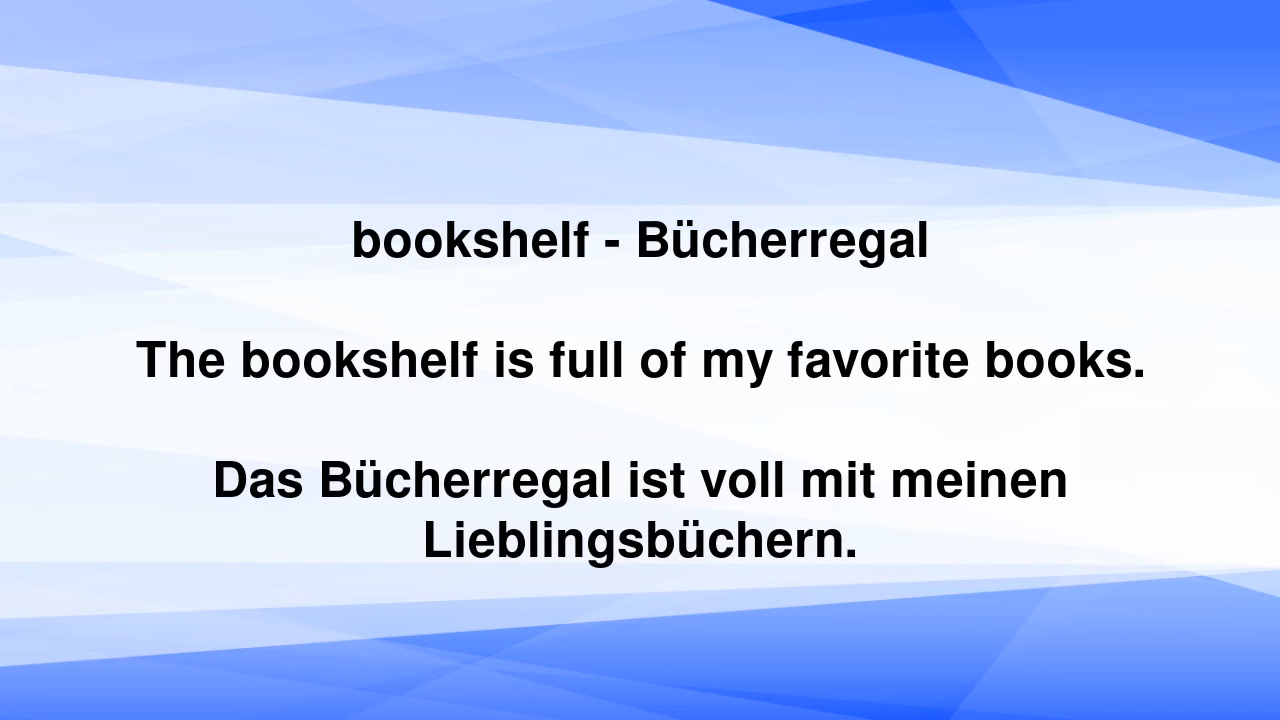 bookshelf - Bücherregal
The bookshelf is full of my favorite books.
Das Bücherregal ist voll mit meinen
Lieblingsbüchern.